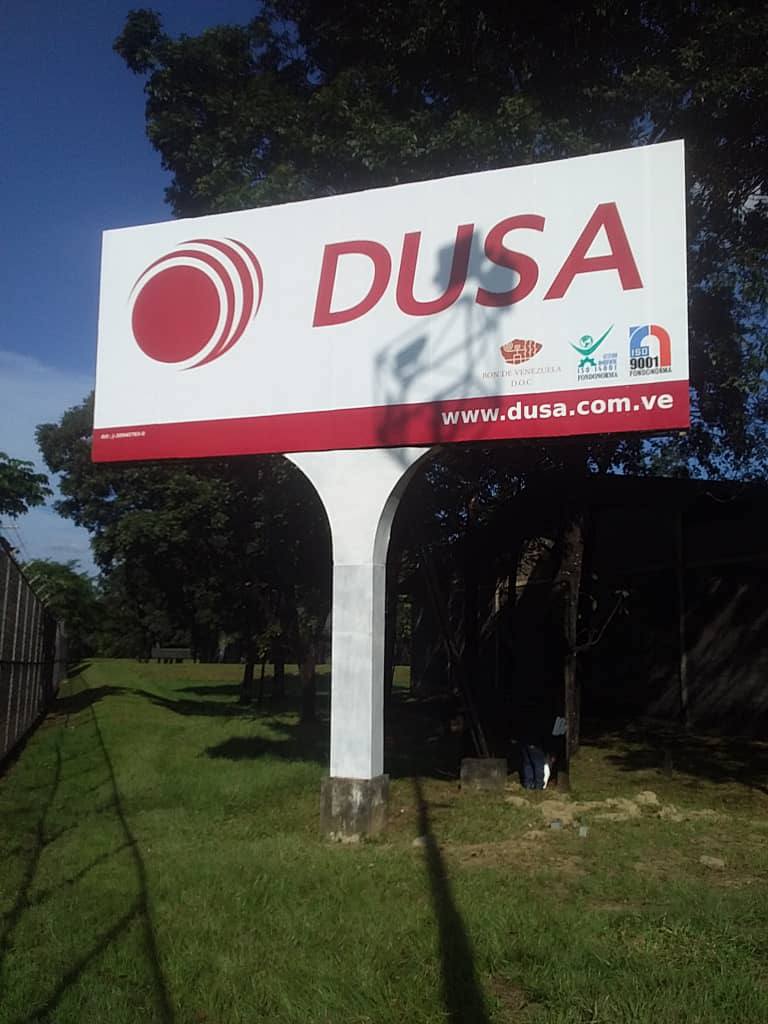 DUSA
RON DE VENEZUELA
D.O.C
ISO 14001
FONDONORMA
ISO
9001
FONDONORMA
www.dusa.com.ve